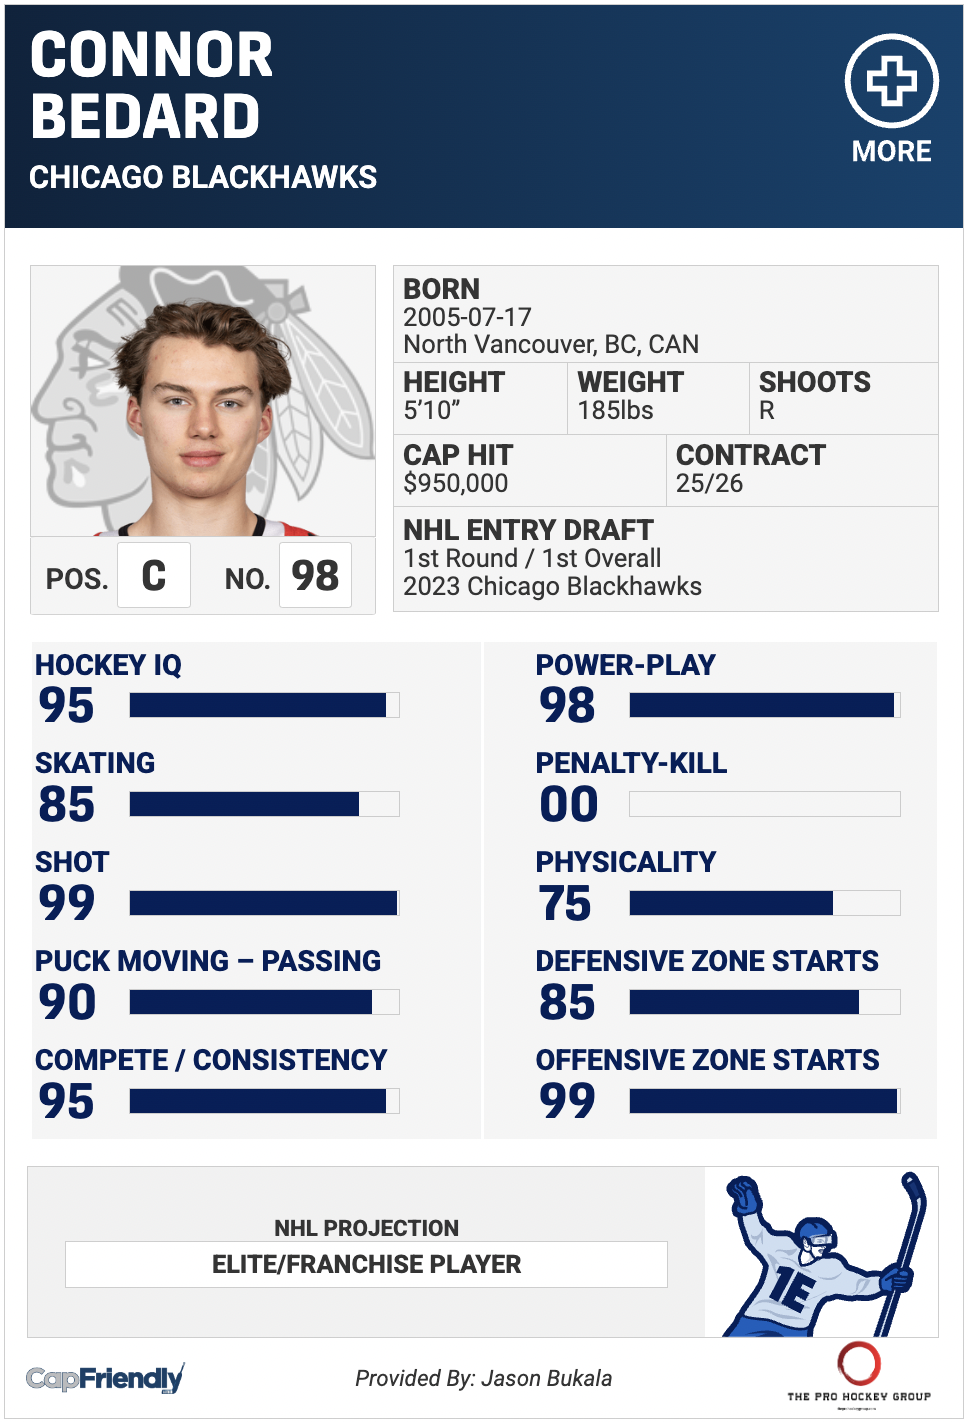 CONNOR
BEDARD
CHICAGO BLACKHAWKS
MORE
BORN
2005-07-17
North Vancouver, BC, CAN
HEIGHT
5'10”
WEIGHT
185lbs
SHOOTS
R
CAP HIT
$950,000
CONTRACT
25/26
NHL ENTRY DRAFT
1st Round / 1st Overall
2023 Chicago Blackhawks
POS. C NO. 98
HOCKEY IQ
95
SKATING
85
SHOT
99
PUCK MOVING – PASSING
90
COMPETE / CONSISTENCY
95
POWER-PLAY
98
PENALTY-KILL
00
PHYSICALITY
75
DEFENSIVE ZONE STARTS
85
OFFENSIVE ZONE STARTS
99
NHL PROJECTION
ELITE/FRANCHISE PLAYER
1E
CapFriendly
Provided By: Jason Bukala
THE PRO HOCKEY GROUP